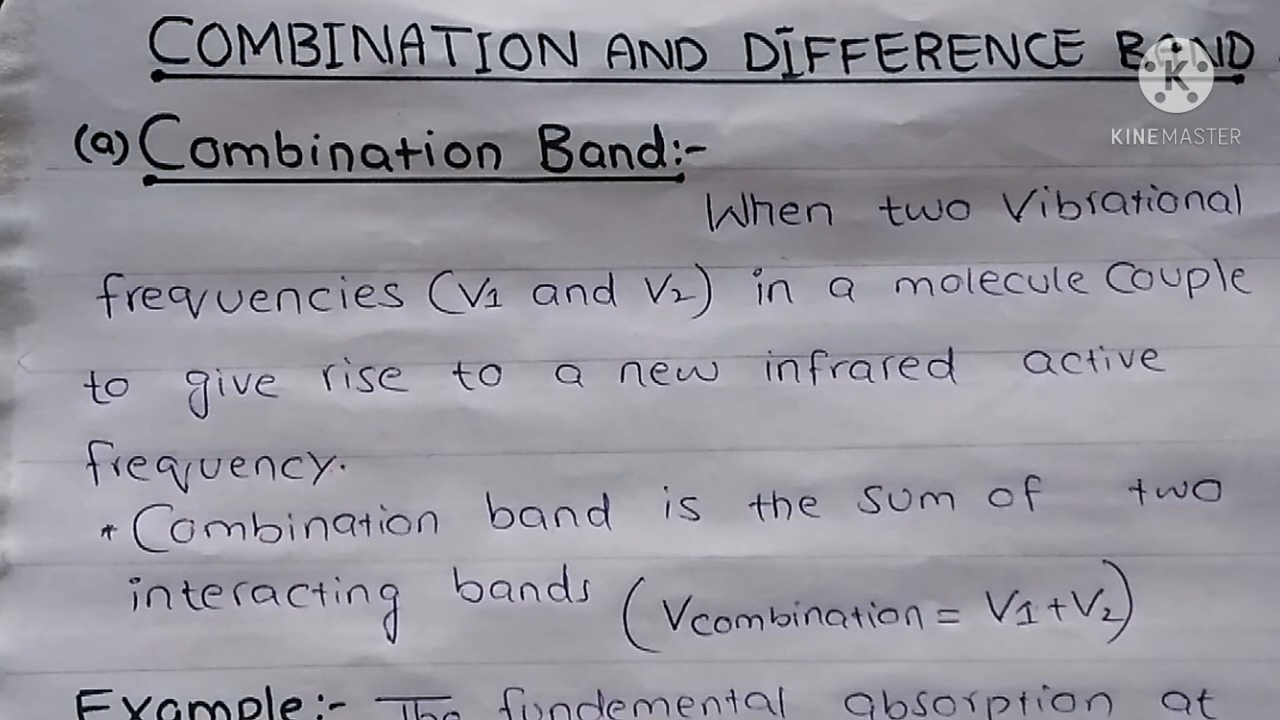 COMBINATION AND DIFFERENCE BAND
KINEMASTER
(a) Combination Band:-
When two Vibrational
frequencies (V1 and V2) in a molecule Couple
to give rise to a new infrared active
frequency.
* Combination band is the sum of two
interacting bands (Vcombination = V1+V2)
Example:- The fundemental absorption at